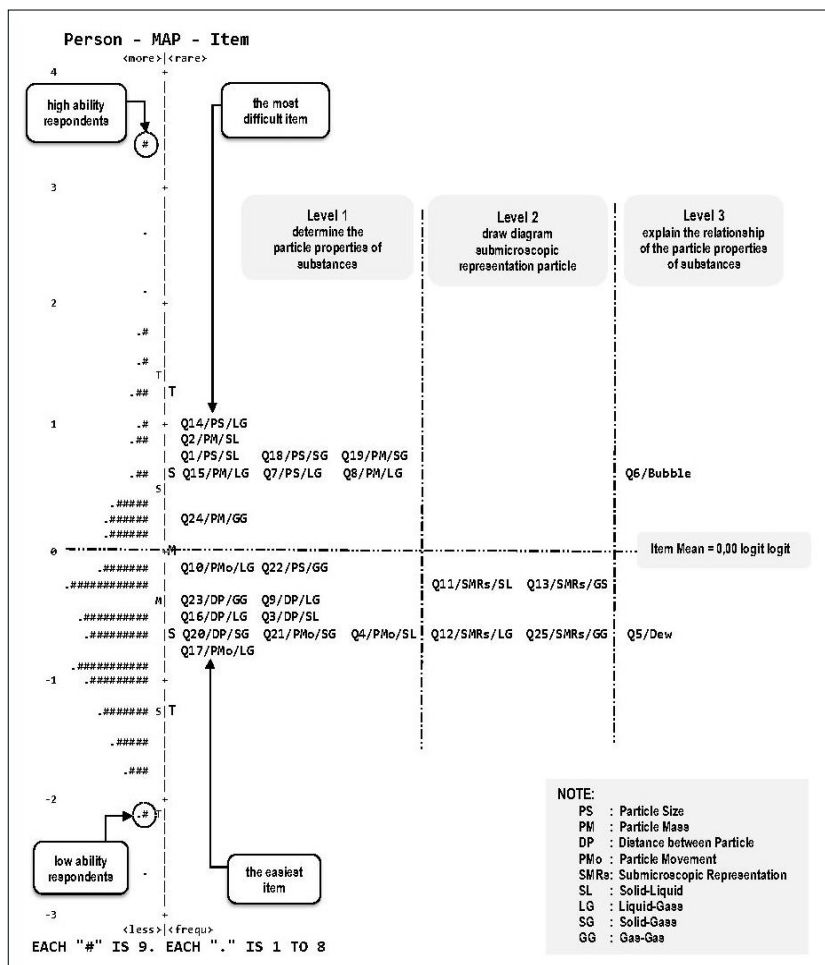 Person - MAP - Item
<more>|<rare>
4
high ability
respondents
the most
difficult item
#
3
Level 1
determine the
particle properties of
substances
Level 2
draw diagram
submicroscopic
representation particle
Level 3
explain the relationship
of the particle properties
of substances
2
.#
.#
T
.## T
1 .# Q14/PS/LG
.## Q2/PM/SL
Q1/PS/SL Q18/PS/SG Q19/PM/SG
.## S Q15/PM/LG Q7/PS/LG Q8/PM/LG Q6/Bubble
S
.#####
.###### Q24/PM/GG
.######
0 M Item Mean = 0,00 logit logit
.####### Q10/PMo/LG Q22/PS/GG
.############ Q11/SMRs/SL Q13/SMRs/GS
M Q23/DP/GG Q9/DP/LG
.########## Q16/DP/LG Q3/DP/SL
.######### S Q20/DP/SG Q21/PMo/SG Q4/PMo/SL Q12/SMRs/LG Q25/SMRs/GG Q5/Dew
Q17/PMo/LG
.###########
-1 .#########
.####### S T
.#####
.###
-2
.# T
low ability
respondents
the easiest
item
-3
<less>|<frequ>
EACH "#" IS 9. EACH "." IS 1 TO 8
NOTE:
PS : Particle Size
PM : Particle Mass
DP : Distance between Particle
PMo : Particle Movement
SMRs: Submicroscopic Representation
SL : Solid-Liquid
LG : Liquid-Gass
SG : Solid-Gass
GG : Gas-Gas